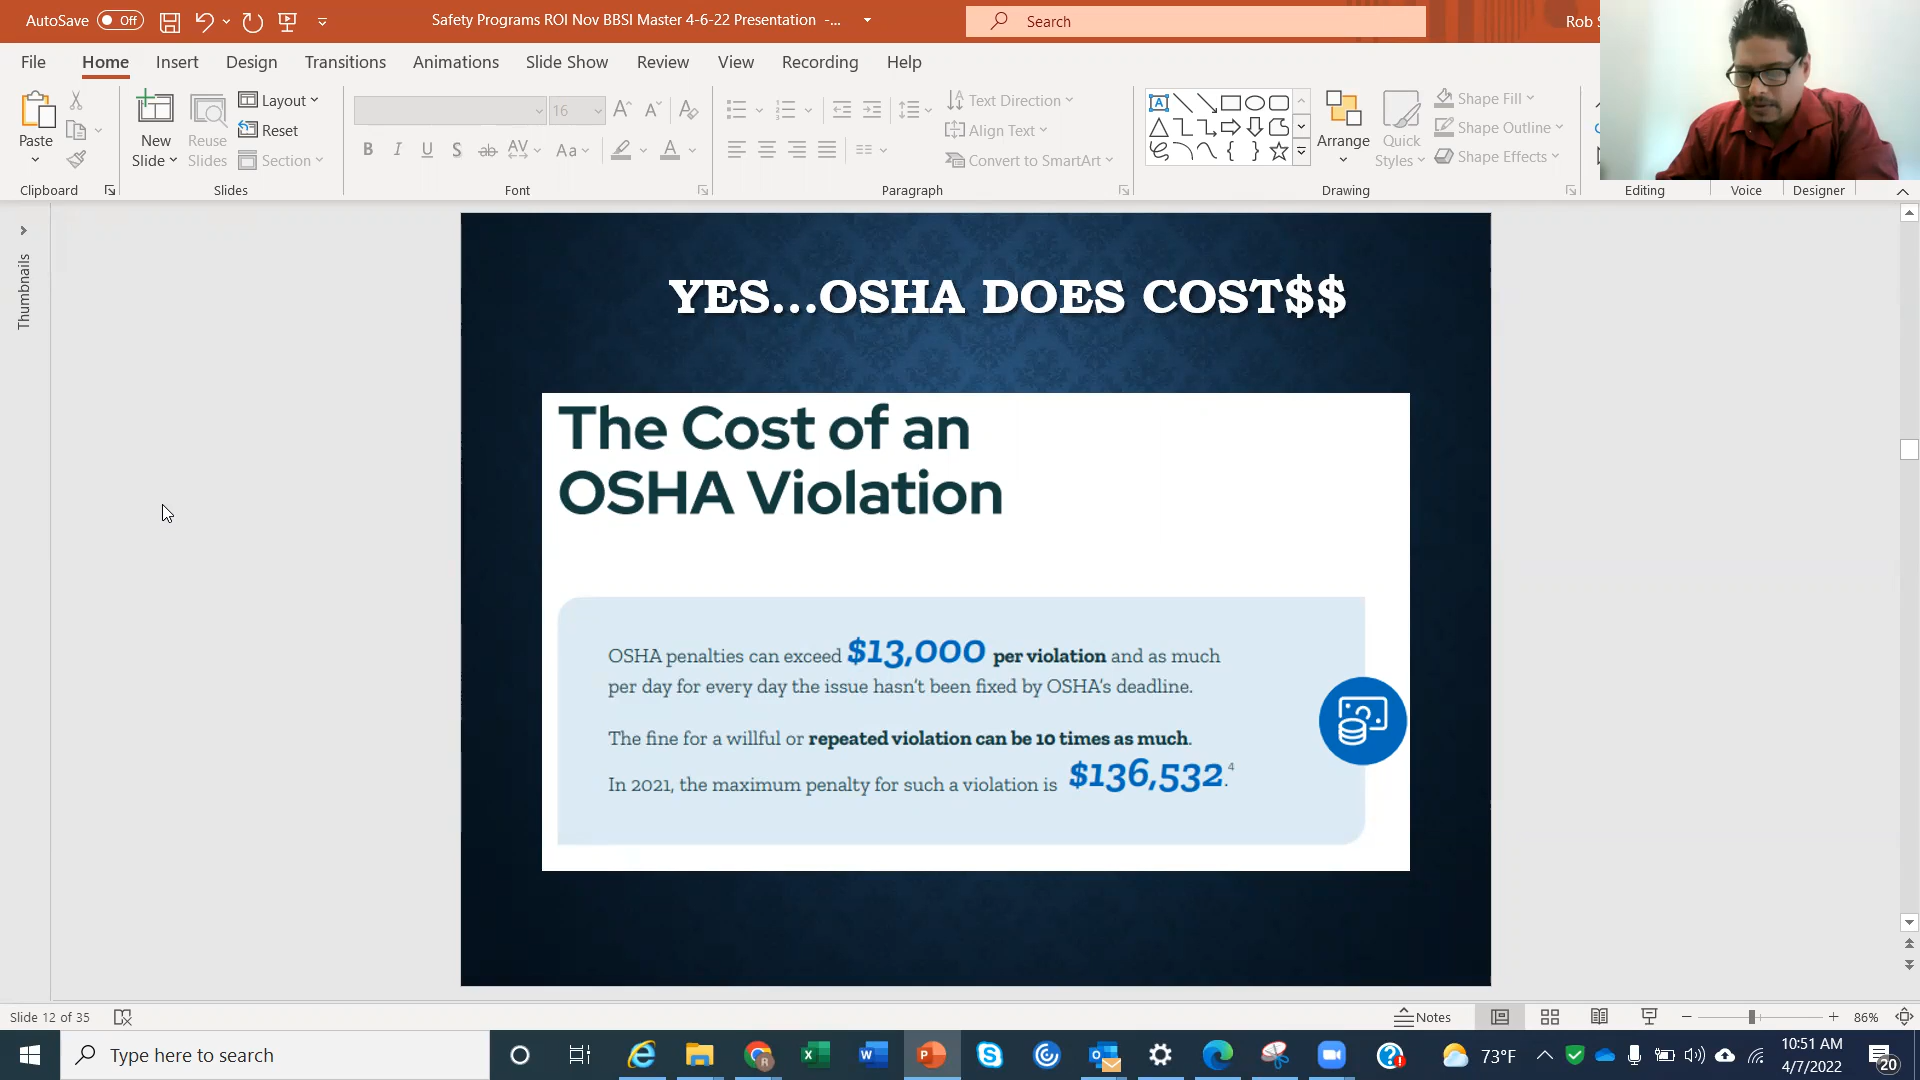 AutoSave Off Safety Programs ROI Nov BBSI Master 4-6-22 Presentation -... Search Rob S
File Home Insert Design Transitions Animations Slide Show Review View Recording Help
Paste
New Slide
Reuse Slides
Layout
Reset
Section
16
B I U S ab AV Aa A
Text Direction
Align Text
Convert to SmartArt
Arrange
Quick Styles
Shape Fill
Shape Outline
Shape Effects
Clipboard Slides Font Paragraph Drawing Editing Voice Designer
Thumbnails
YES...OSHA DOES COST$$
The Cost of an
OSHA Violation
OSHA penalties can exceed $13,000 per violation and as much
per day for every day the issue hasn't been fixed by OSHA's deadline.
The fine for a willful or repeated violation can be 10 times as much.
In 2021, the maximum penalty for such a violation is $136,532.4
Slide 12 of 35 Notes 86%
Type here to search 73°F 10:51 AM
4/7/2022
20